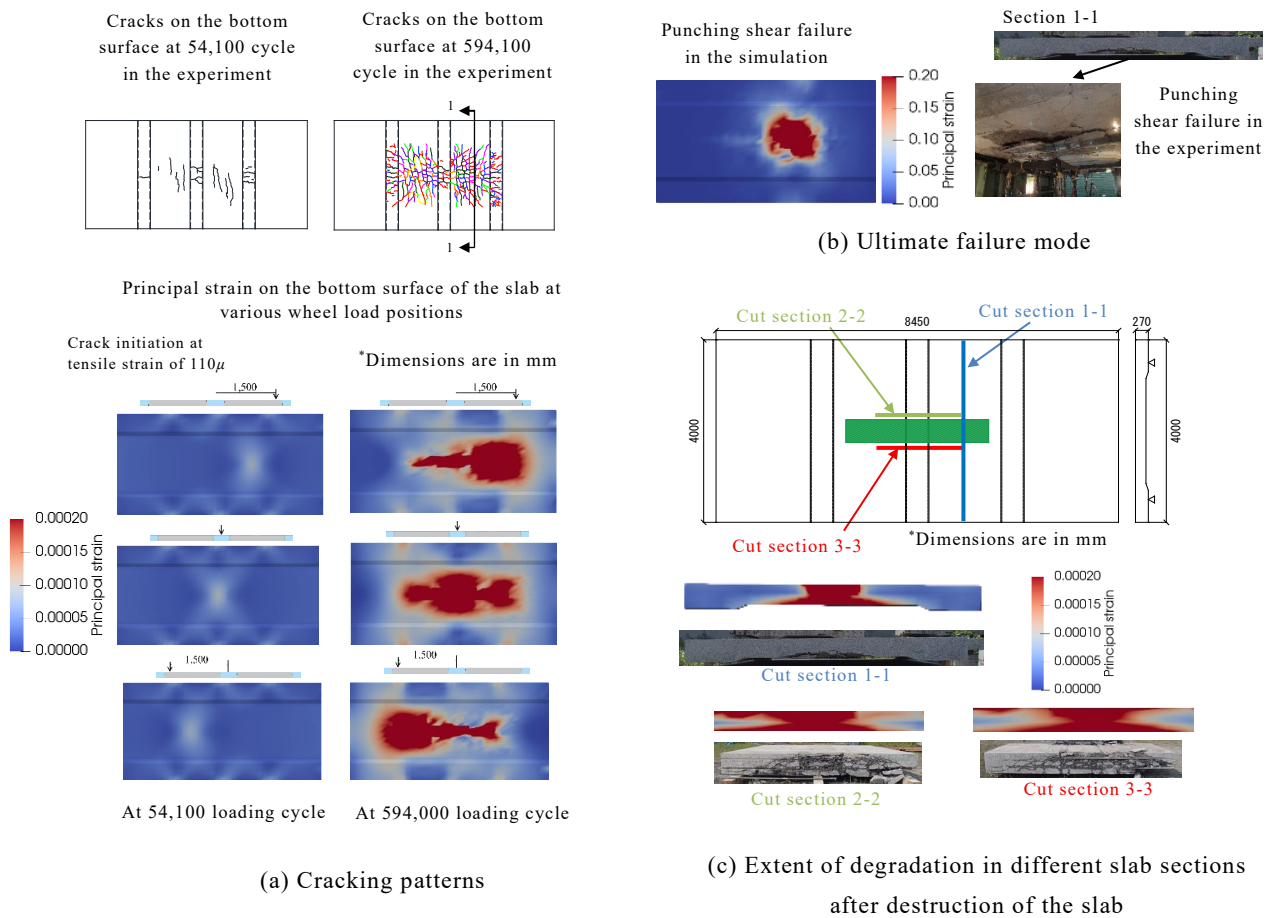 Cracks on the bottom
surface at 54,100 cycle
in the experiment
Cracks on the bottom
surface at 594,100
cycle in the experiment
1
1
Principal strain on the bottom surface of the slab at
various wheel load positions
Crack initiation at
tensile strain of 110μ
*Dimensions are in mm
1,500
1,500
0.00020
0.00015
0.00010
0.00005
0.00000
Principal strain
1,500
1,500
At 54,100 loading cycle
At 594,000 loading cycle
(a) Cracking patterns
Punching shear failure
in the simulation
0.20
0.15
0.10
0.05
0.00
Principal strain
Section 1-1
Punching
shear failure in
the experiment
(b) Ultimate failure mode
Cut section 2-2
Cut section 1-1
8450
270
4000
4000
Cut section 3-3
*Dimensions are in mm
0.00020
0.00015
0.00010
0.00005
0.00000
Principal strain
Cut section 1-1
Cut section 2-2
Cut section 3-3
(c) Extent of degradation in different slab sections
after destruction of the slab